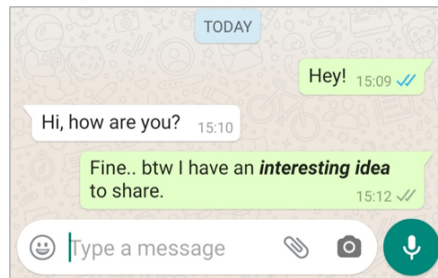 TODAY
Hey! 15:09
Hi, how are you? 15:10
Fine.. btw I have an interesting idea
to share. 15:12
Type a message